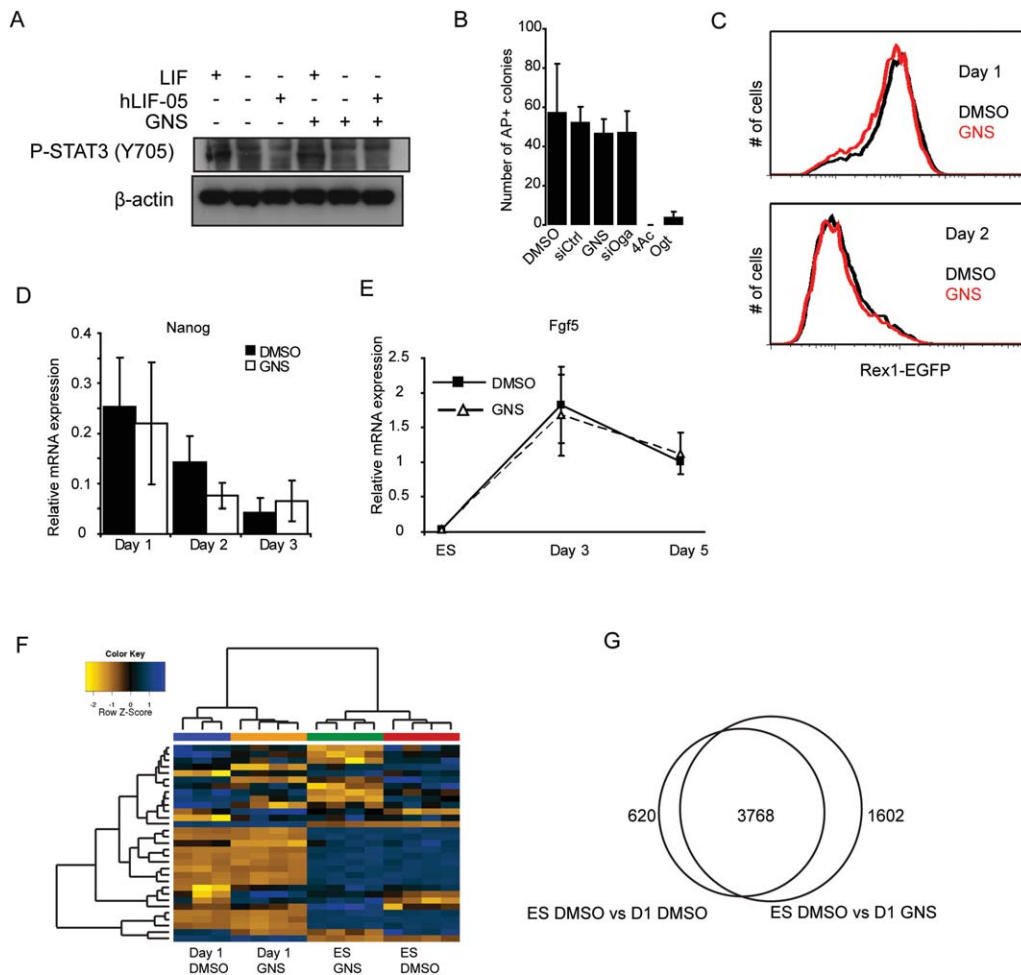 A
LIF + - - + - -
hLIF-05 - - + - - +
GNS - - - + + +
P-STAT3 (Y705)
β-actin
B
Number of AP+ colonies
100
80
60
40
20
0
DMSO
siCtrl
GNS
siOga
4Ac
Ogt
C
# of cells
Day 1
DMSO
GNS
# of cells
Day 2
DMSO
GNS
Rex1-EGFP
D
Nanog
Relative mRNA expression
0.4
0.3
0.2
0.1
0
DMSO
GNS
Day 1 Day 2 Day 3
E
Fgf5
Relative mRNA expression
2.5
2
1.5
1
0.5
0
DMSO
GNS
ES Day 3 Day 5
F
Color Key
-2 -1 0 1
Row Z-Score
Day 1 Day 1 ES ES
DMSO GNS GNS DMSO
G
620 3768 1602
ES DMSO vs D1 DMSO ES DMSO vs D1 GNS